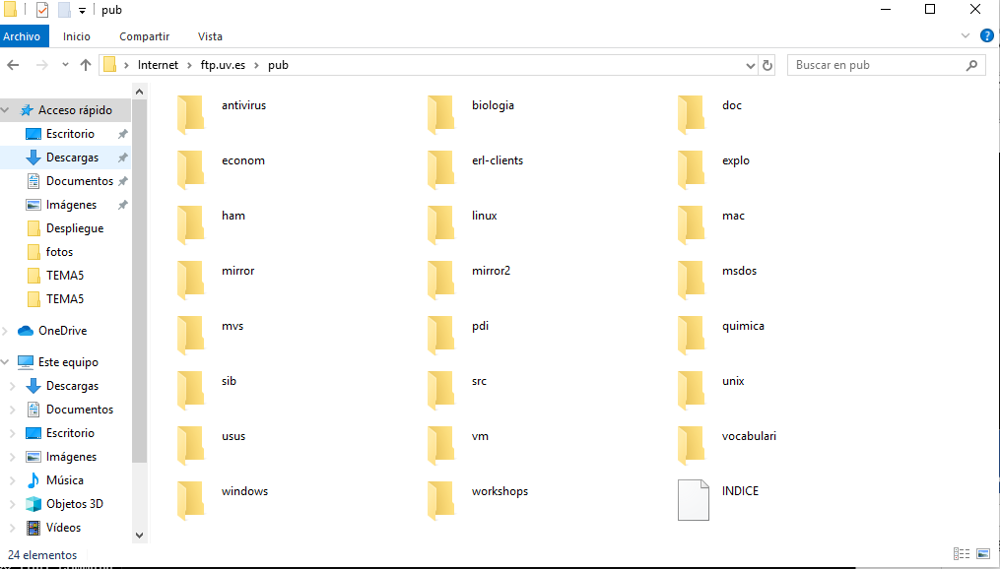 pub
Archivo Inicio Compartir Vista
Internet ftp.uv.es pub Buscar en pub
Acceso rápido
Escritorio
Descargas
Documentos
Imágenes
Despliegue
fotos
TEMA5
TEMA5
OneDrive
Este equipo
Descargas
Documentos
Escritorio
Imágenes
Música
Objetos 3D
Vídeos
antivirus biologia doc
econom erl-clients explo
ham linux mac
mirror mirror2 msdos
mvs pdi quimica
sib src unix
usus vm vocabulari
windows workshops INDICE
24 elementos